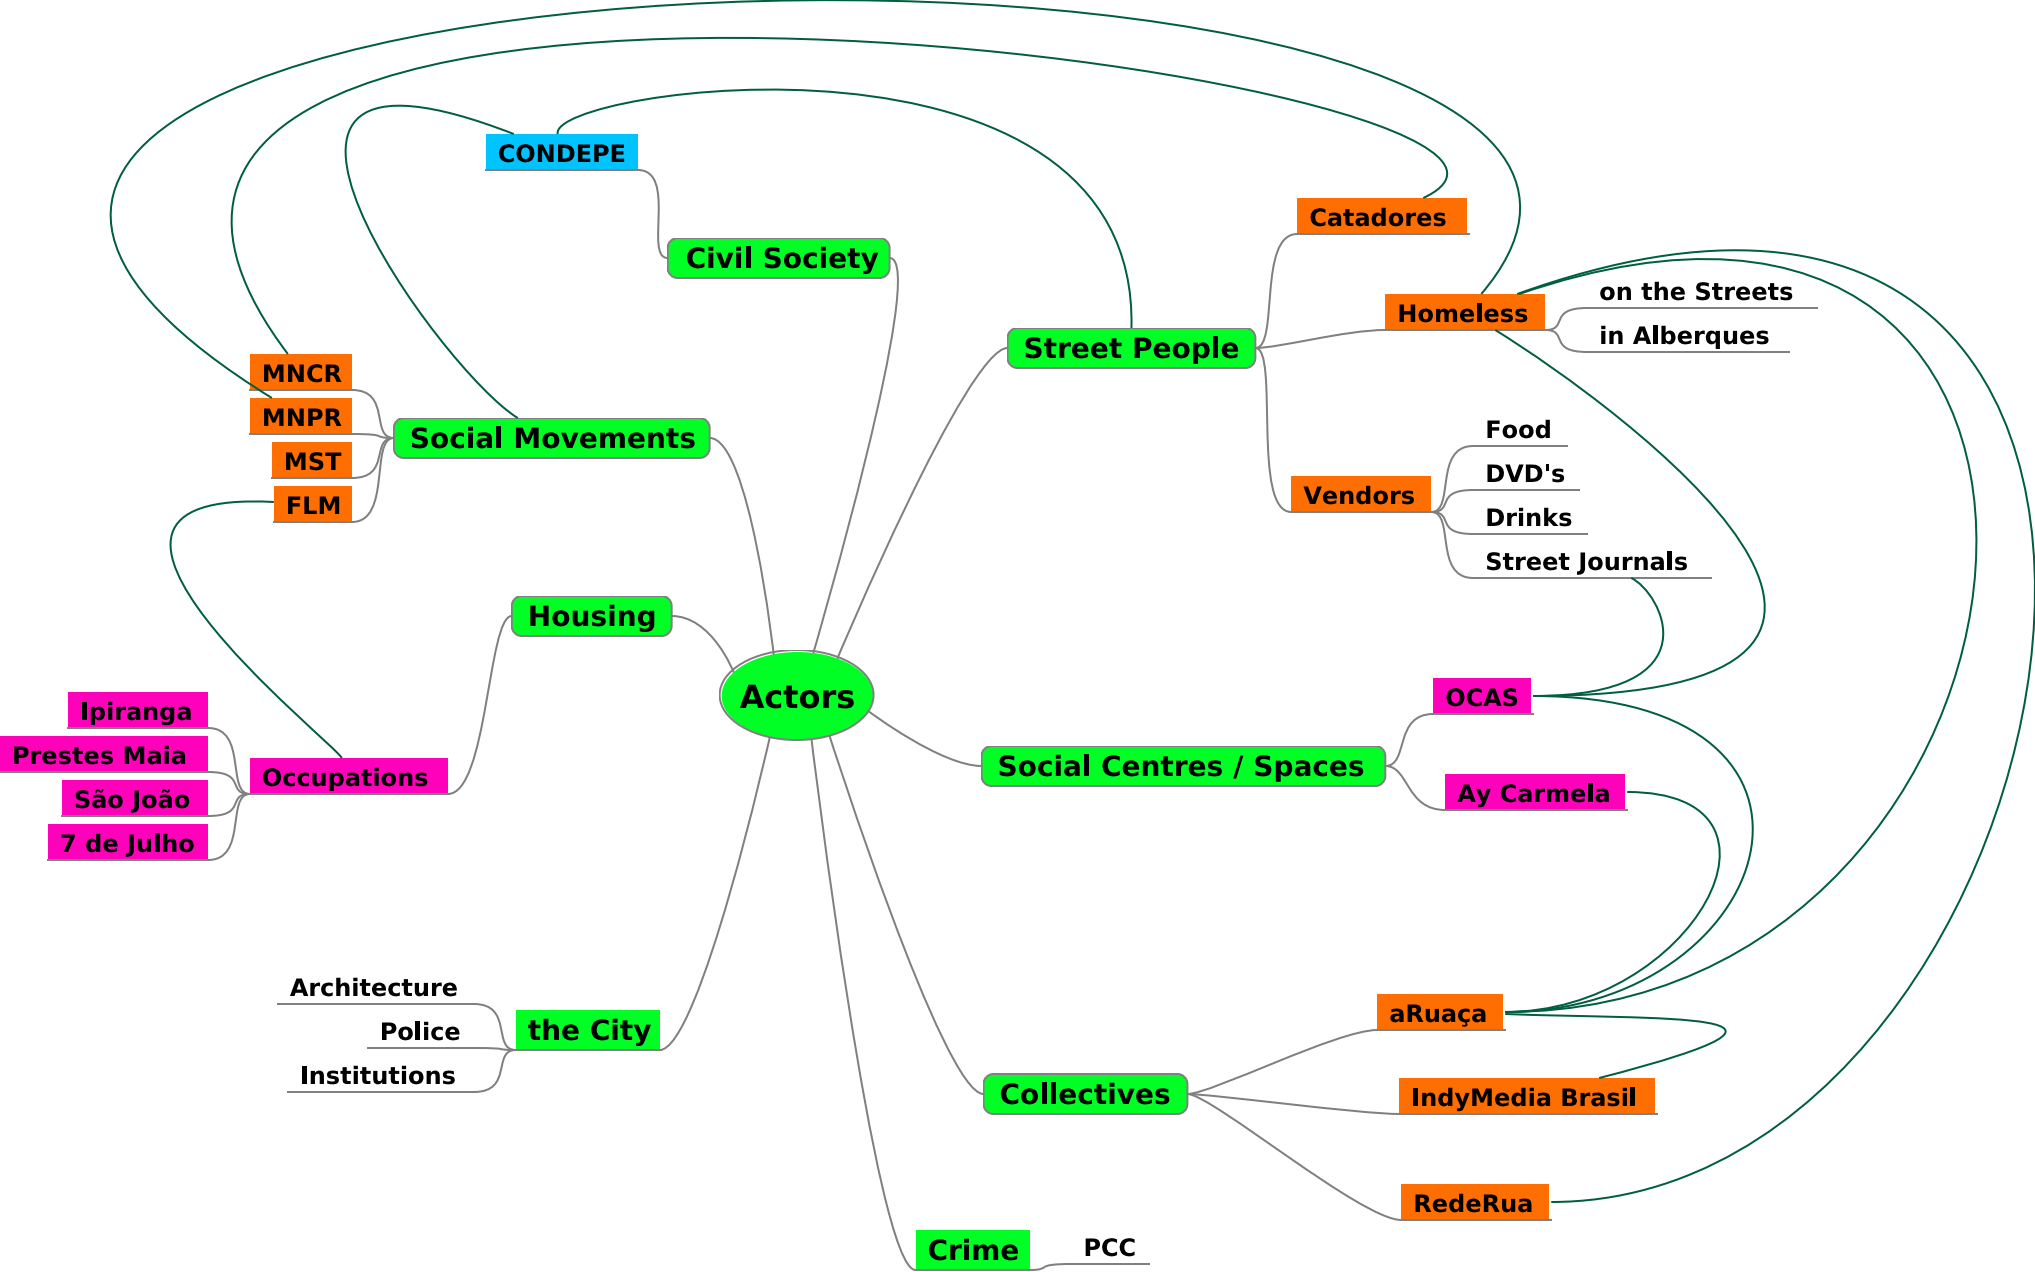 CONDEPE
Civil Society
Catadores
Homeless
on the Streets
in Alberques
Street People
MNCR
MNPR
MST
FLM
Social Movements
Vendors
Food
DVD's
Drinks
Street Journals
Housing
Actors
Ipiranga
Prestes Maia
São João
7 de Julho
Occupations
OCAS
Social Centres / Spaces
Ay Carmela
Architecture
Police
Institutions
the City
aRuaça
Collectives
IndyMedia Brasil
RedeRua
Crime
PCC